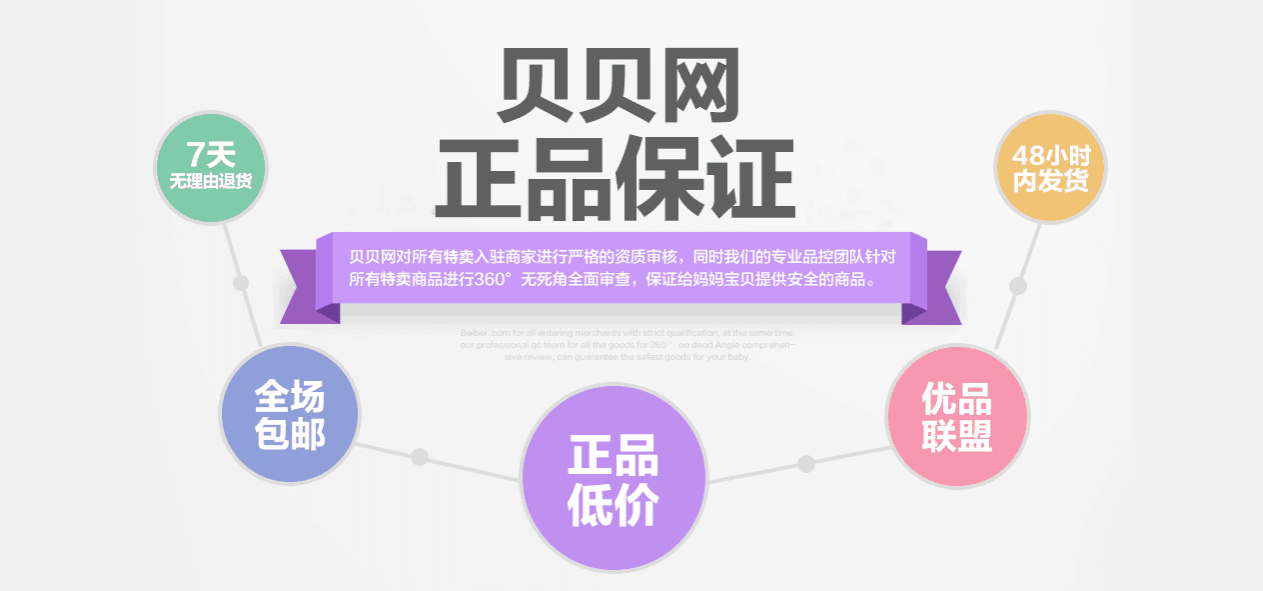 贝贝网
正品保证
7天
无理由退货
48小时
内发货
贝贝网对所有特卖入驻商家进行严格的资质审核，同时我们的专业品控团队针对
所有特卖商品进行360°无死角全面审查，保证给妈妈宝贝提供安全的商品。
Beibei .com for all entering merchants with strict qualification, at the same time,
our professional qc team for all the goods for 360 ° no dead Angle comprehen-
sive review, can guarantee the safest goods for your baby.
全场
包邮
正品
低价
优品
联盟